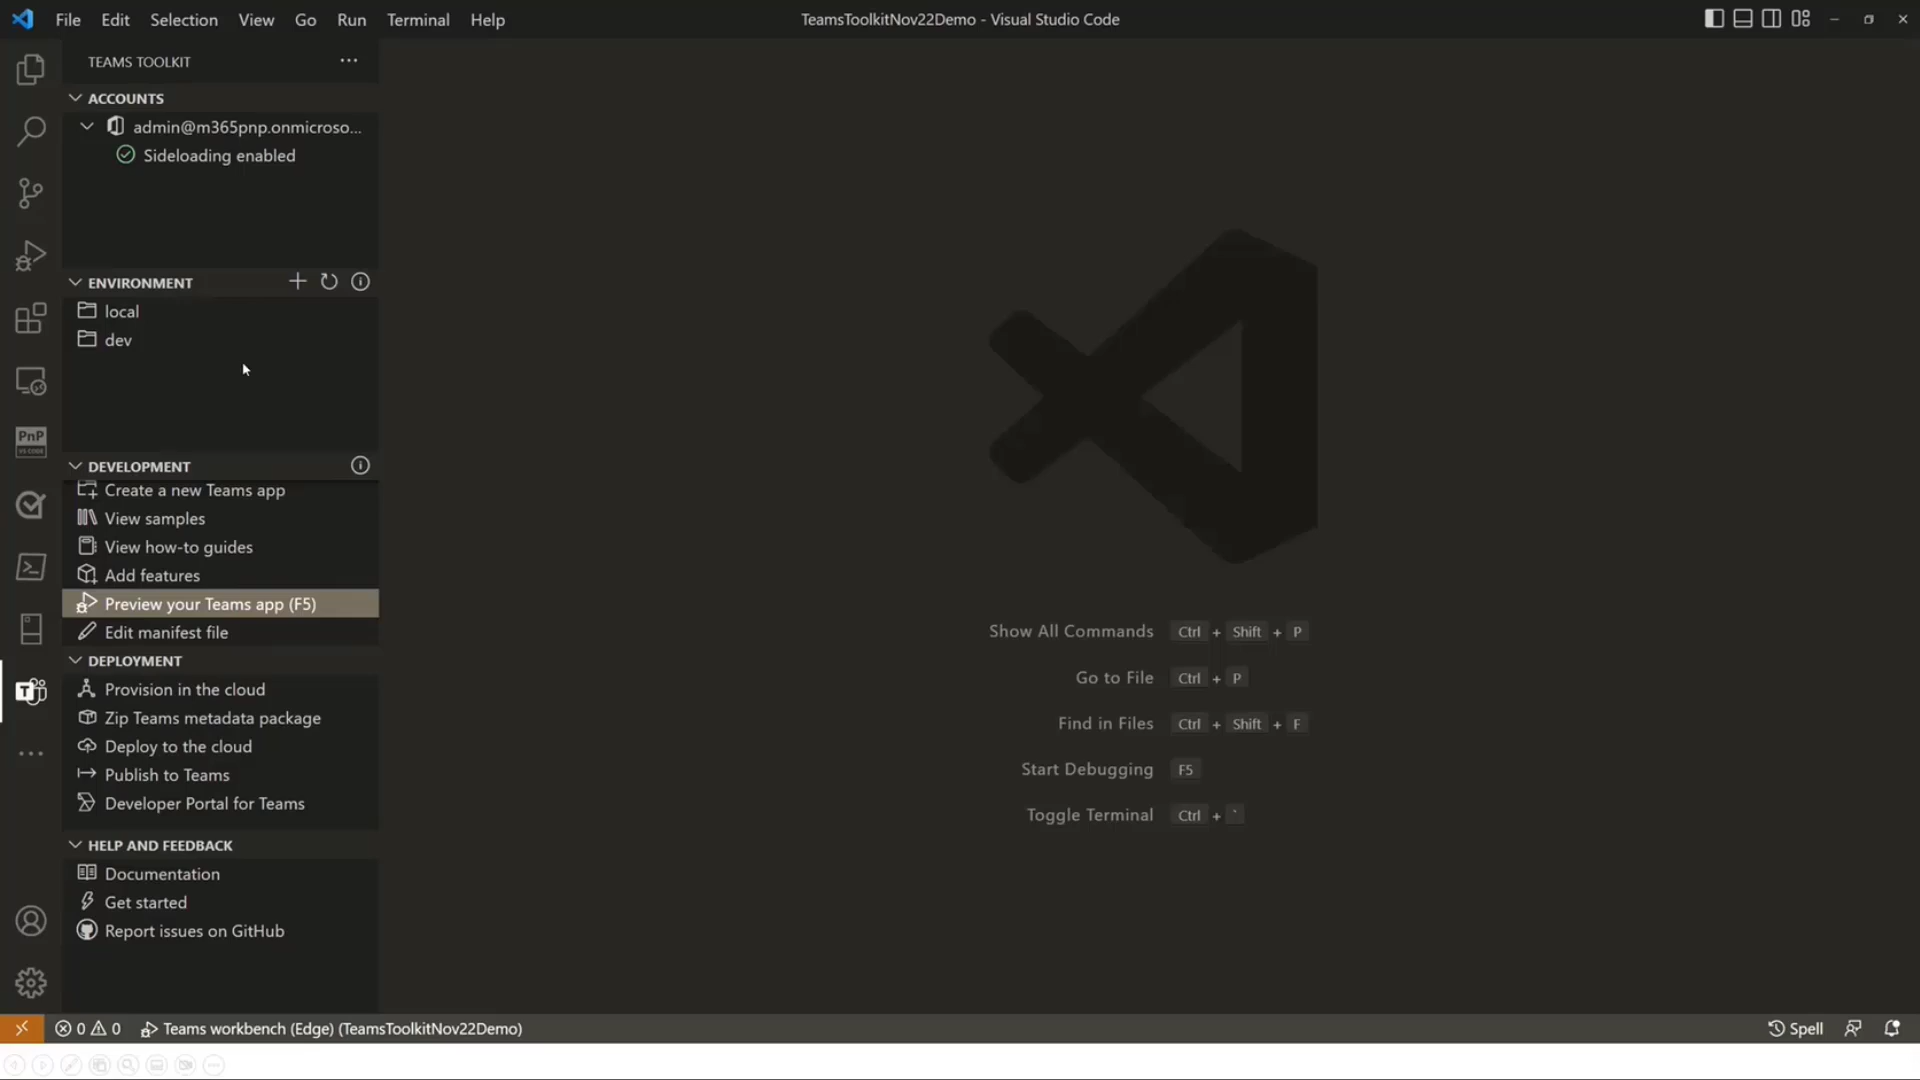 File Edit Selection View Go Run Terminal Help
TeamsToolkitNov22Demo - Visual Studio Code
TEAMS TOOLKIT
ACCOUNTS
admin@m365pnp.onmicroso...
Sideloading enabled
ENVIRONMENT
local
dev
PnP
VS CODE
DEVELOPMENT
Create a new Teams app
View samples
View how-to guides
Add features
Preview your Teams app (F5)
Edit manifest file
DEPLOYMENT
Provision in the cloud
Zip Teams metadata package
Deploy to the cloud
Publish to Teams
Developer Portal for Teams
HELP AND FEEDBACK
Documentation
Get started
Report issues on GitHub
Show All Commands Ctrl + Shift + P
Go to File Ctrl + P
Find in Files Ctrl + Shift + F
Start Debugging F5
Toggle Terminal Ctrl + `
0 0 Teams workbench (Edge) (TeamsToolkitNov22Demo)
Spell